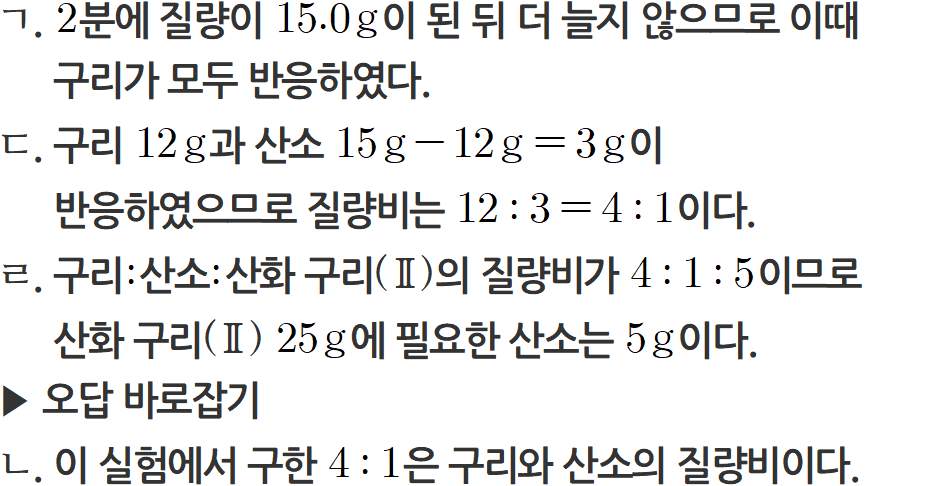 ㄱ. 2분에 질량이 15.0g이 된 뒤 더 늘지 않으므로 이때
구리가 모두 반응하였다.
ㄷ. 구리 12g과 산소 15g－12g＝3g이
반응하였으므로 질량비는 12 : 3＝4 : 1이다.
ㄹ. 구리:산소:산화 구리(Ⅱ)의 질량비가 4 : 1 : 5이므로
산화 구리(Ⅱ) 25g에 필요한 산소는 5g이다.
▶ 오답 바로잡기
ㄴ. 이 실험에서 구한 4 : 1은 구리와 산소의 질량비이다.